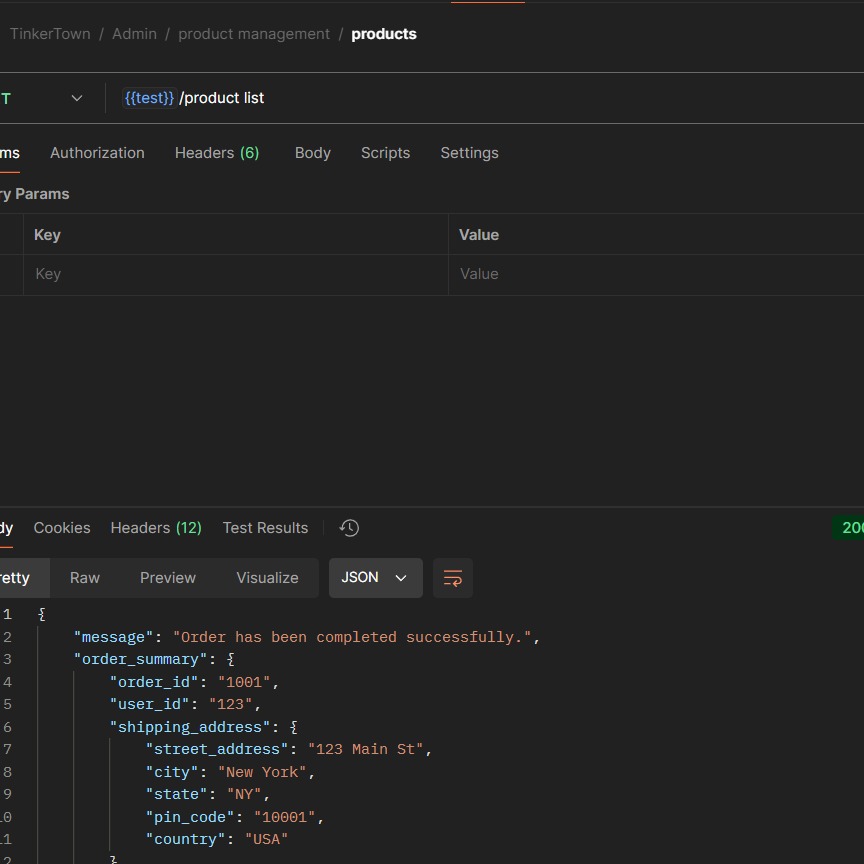 TinkerTown / Admin / product management / products
T {{test}} /product list
ms Authorization Headers (6) Body Scripts Settings
ry Params
Key Value
Key Value
dy Cookies Headers (12) Test Results 200
retty Raw Preview Visualize JSON
1 {
2 "message": "Order has been completed successfully.",
3 "order_summary": {
4 "order_id": "1001",
5 "user_id": "123",
6 "shipping_address": {
7 "street_address": "123 Main St",
8 "city": "New York",
9 "state": "NY",
10 "pin_code": "10001",
11 "country": "USA"
12 }